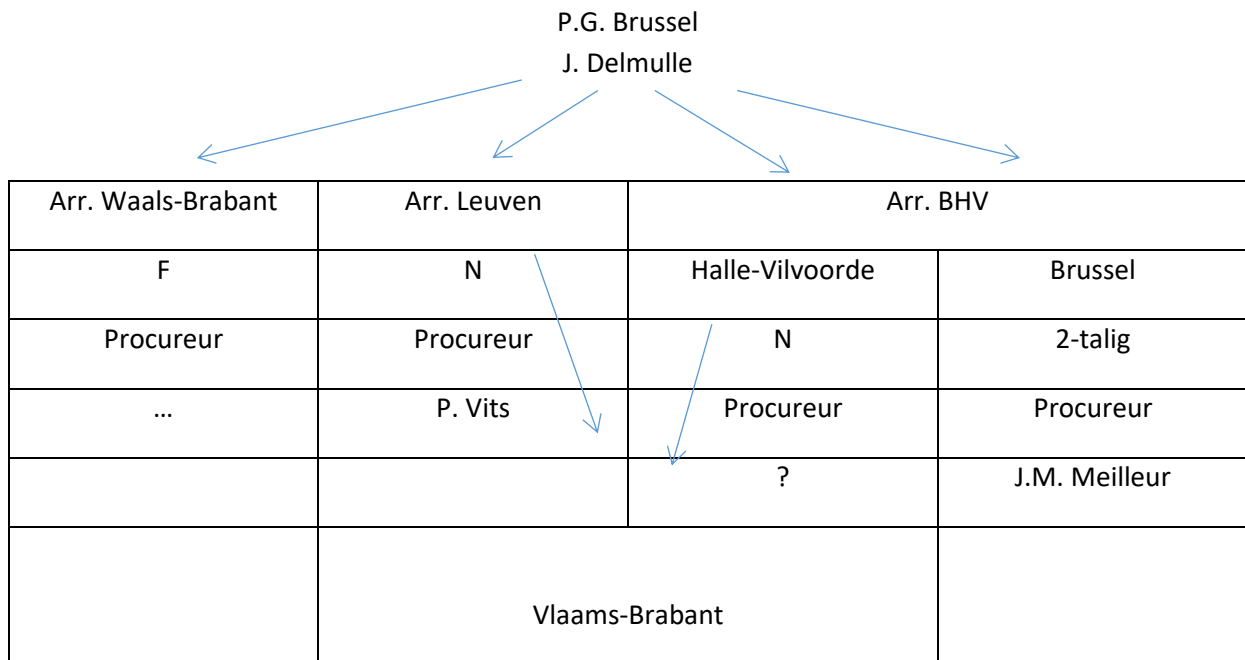 P.G. Brussel
J. Delmulle
Arr. Waals-Brabant Arr. Leuven Arr. BHV
F N Halle-Vilvoorde Brussel
Procureur Procureur N 2-talig
... P. Vits Procureur Procureur
? J.M. Meilleur
Vlaams-Brabant